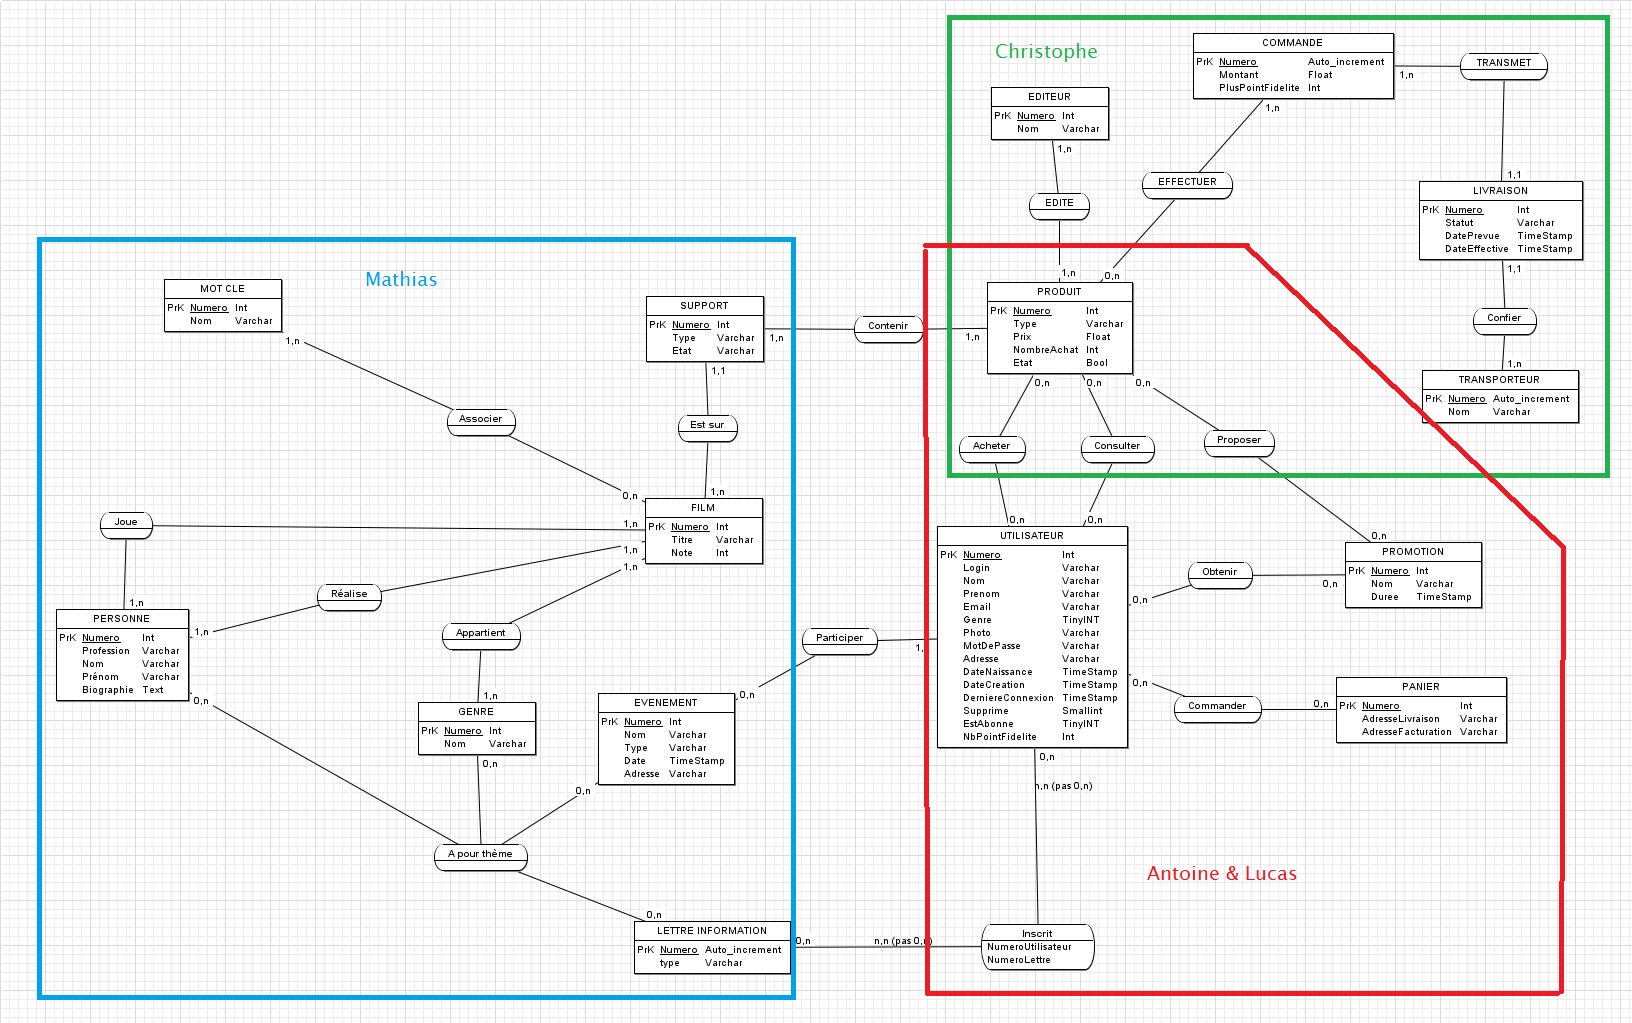 Christophe
COMMANDE
PrK Numero Auto_increment
Montant Float
PlusPointFidelite Int
1,n
TRANSMET
EDITEUR
PrK Numero Int
Nom Varchar
1,n
1,n
EFFECTUER
EDITE
1,1
LIVRAISON
PrK Numero Int
Statut Varchar
DatePrevue TimeStamp
DateEffective TimeStamp
1,1
Confier
1,n
TRANSPORTEUR
PrK Numero Auto_increment
Nom Varchar
1,n
0,n
PRODUIT
PrK Numero Int
Type Varchar
Prix Float
NombreAchat Int
Etat Bool
1,n
0,n
0,n
0,n
Acheter
Consulter
Proposer
Mathias
MOT CLE
PrK Numero Int
Nom Varchar
1,n
SUPPORT
PrK Numero Int
Type Varchar
Etat Varchar
1,n
Contenir
1,1
Associer
Est sur
0,n
1,n
FILM
PrK Numero Int
Titre Varchar
Note Int
1,n
1,n
1,n
Joue
Réalise
1,n
PERSONNE
PrK Numero Int
Profession Varchar
Nom Varchar
Prénom Varchar
Biographie Text
1,n
0,n
Appartient
1,n
GENRE
PrK Numero Int
Nom Varchar
0,n
EVENEMENT
PrK Numero Int
Nom Varchar
Type Varchar
Date TimeStamp
Adresse Varchar
0,n
0,n
Participer
1,
A pour thème
0,n
LETTRE INFORMATION
PrK Numero Auto_increment
type Varchar
0,n
n,n (pas 0,n)
0,n
0,n
UTILISATEUR
PrK Numero Int
Login Varchar
Nom Varchar
Prenom Varchar
Email Varchar
Genre TinyINT
Photo Varchar
MotDePasse Varchar
Adresse Varchar
DateNaissance TimeStamp
DateCreation TimeStamp
DerniereConnexion TimeStamp
Supprime Smallint
EstAbonne TinyINT
NbPointFidelite Int
0,n
Obtenir
0,n
0,n
PROMOTION
PrK Numero Int
Nom Varchar
Duree TimeStamp
0,n
Commander
0,n
PANIER
PrK Numero Int
AdresseLivraison Varchar
AdresseFacturation Varchar
0,n
n,n (pas 0,n)
Antoine & Lucas
Inscrit
NumeroUtilisateur
NumeroLettre